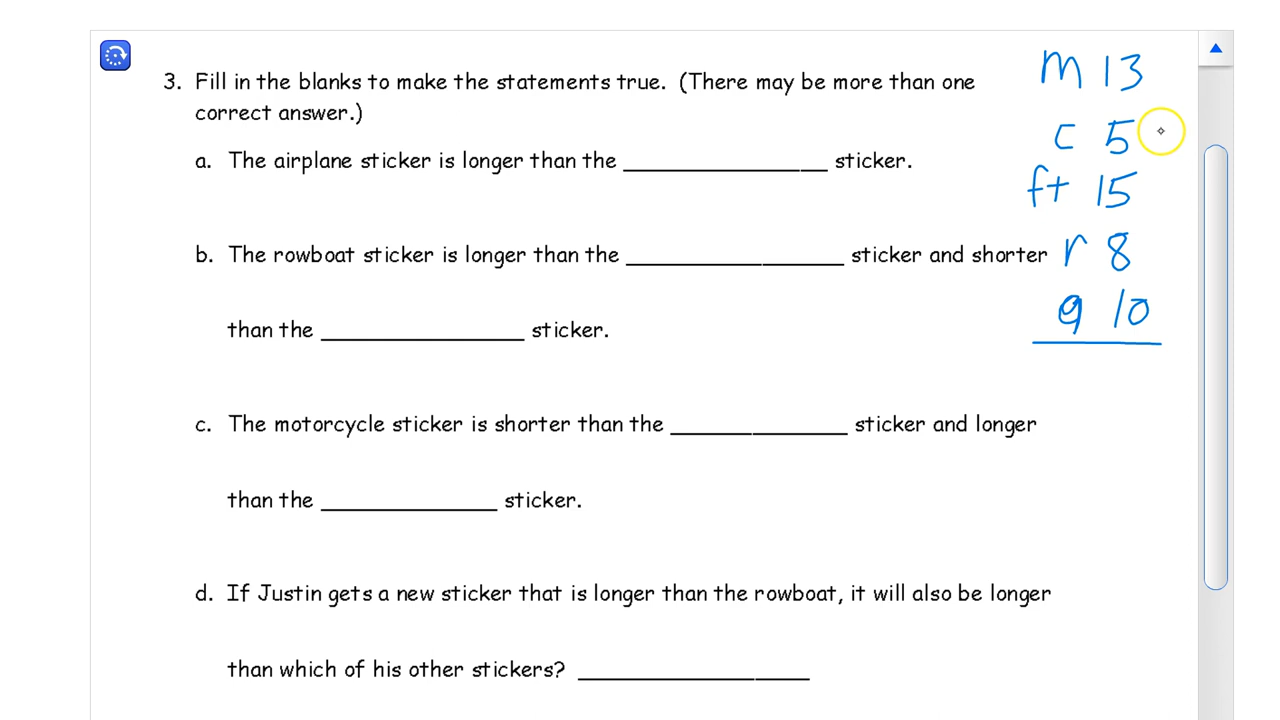 3. Fill in the blanks to make the statements true. (There may be more than one
correct answer.)
a. The airplane sticker is longer than the ________________ sticker.
b. The rowboat sticker is longer than the _________________ sticker and shorter
than the ________________ sticker.
c. The motorcycle sticker is shorter than the ______________ sticker and longer
than the ______________ sticker.
d. If Justin gets a new sticker that is longer than the rowboat, it will also be longer
than which of his other stickers? __________________
m 13
c 5
ft 15
r 8
a 10